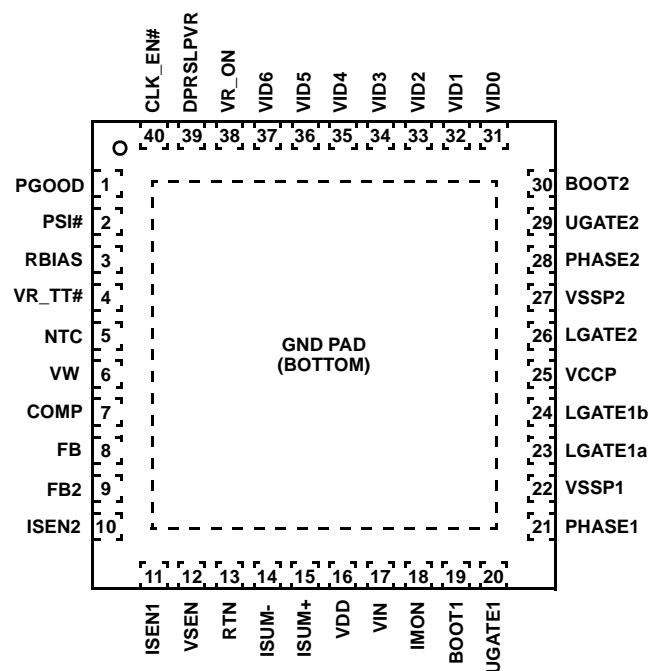 CLK_EN#
DPRSLPVR
VR_ON
VID6
VID5
VID4
VID3
VID2
VID1
VID0
40 39 38 37 36 35 34 33 32 31
PGOOD 1
PSI# 2
RBIAS 3
VR_TT# 4
NTC 5
VW 6
COMP 7
FB 8
FB2 9
ISEN2 10
GND PAD
(BOTTOM)
30 BOOT2
29 UGATE2
28 PHASE2
27 VSSP2
26 LGATE2
25 VCCP
24 LGATE1b
23 LGATE1a
22 VSSP1
21 PHASE1
11 12 13 14 15 16 17 18 19 20
ISEN1
VSEN
RTN
ISUM-
ISUM+
VDD
VIN
IMON
BOOT1
UGATE1